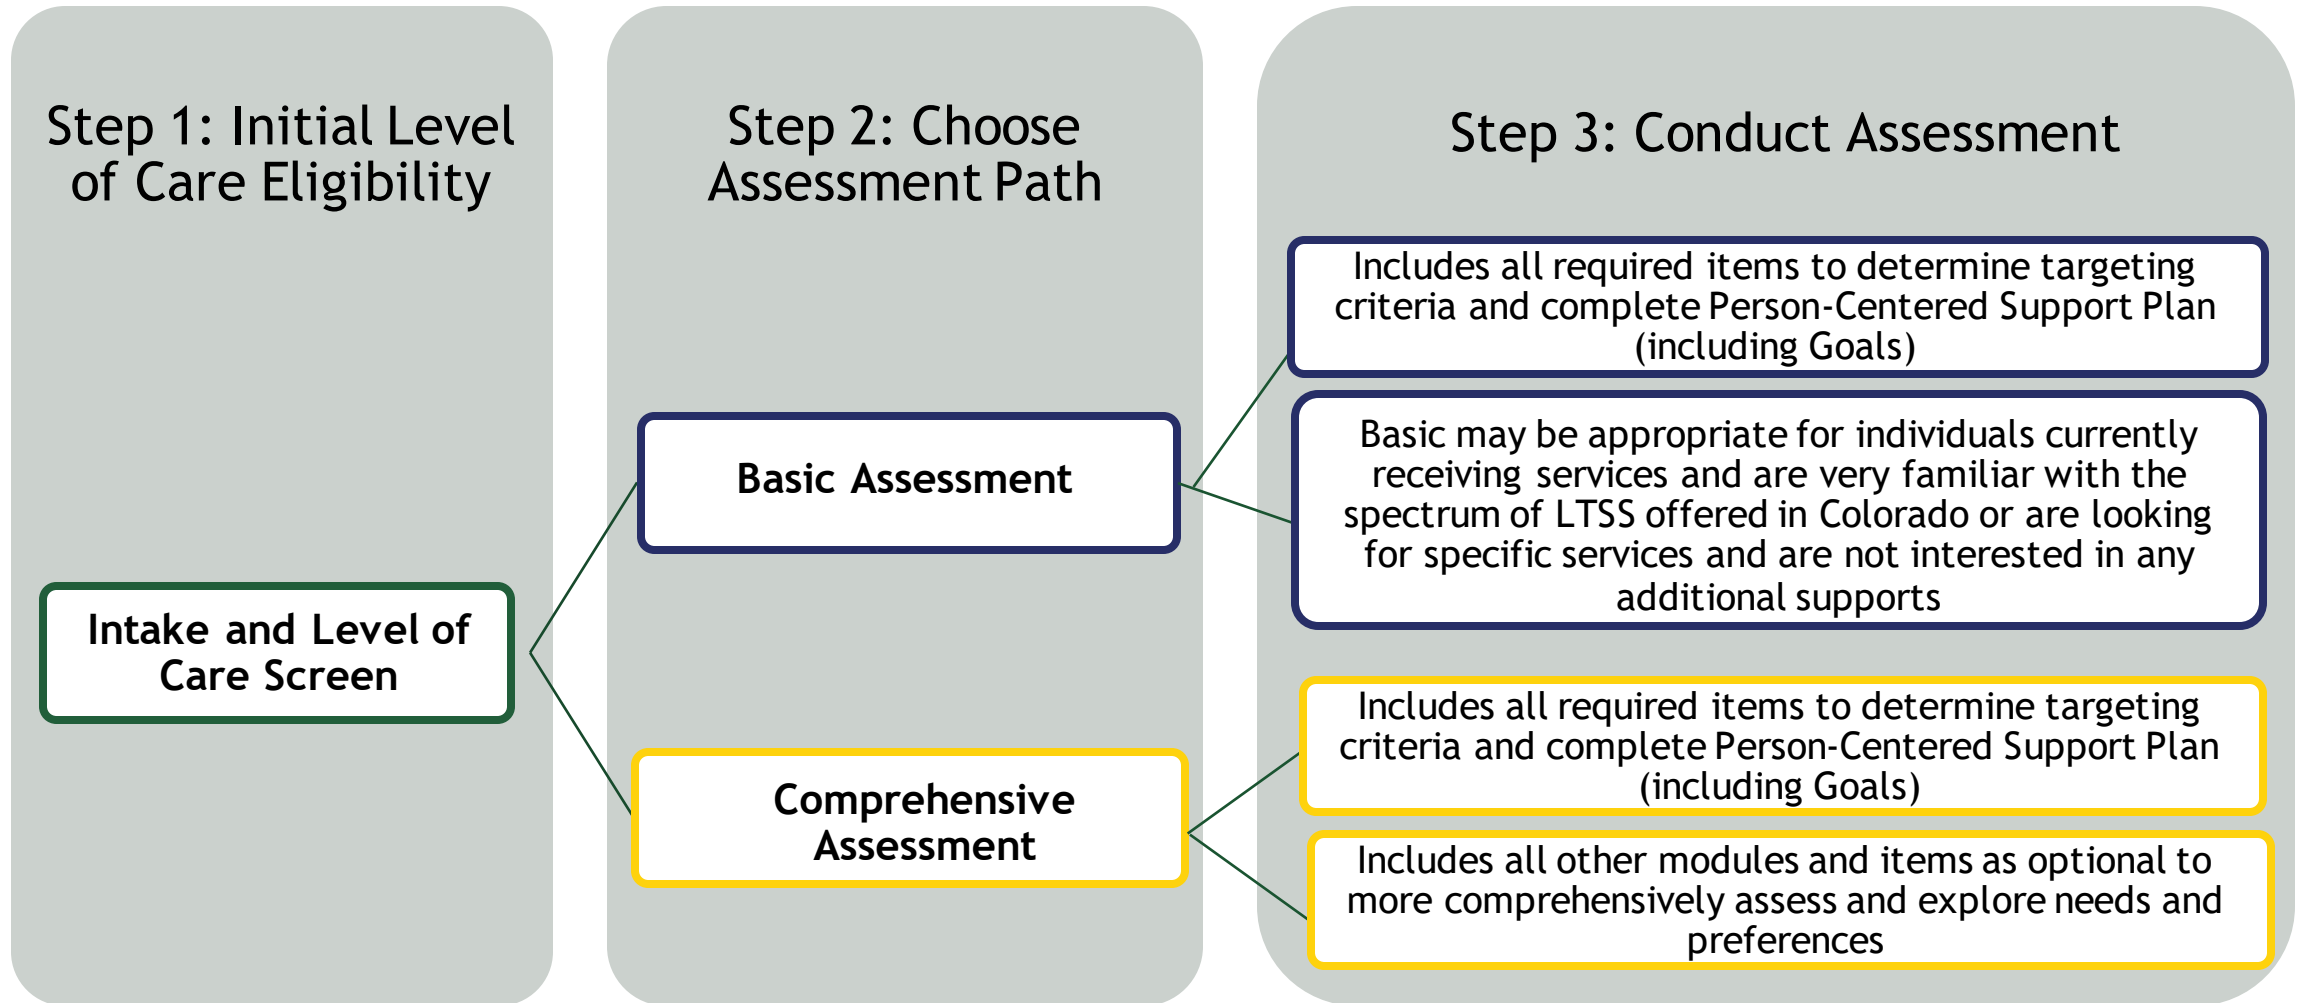 Step 1: Initial Level
of Care Eligibility
Intake and Level of
Care Screen
Step 2: Choose
Assessment Path
Basic Assessment
Comprehensive
Assessment
Step 3: Conduct Assessment
Includes all required items to determine targeting
criteria and complete Person-Centered Support Plan
(including Goals)
Basic may be appropriate for individuals currently
receiving services and are very familiar with the
spectrum of LTSS offered in Colorado or are looking
for specific services and are not interested in any
additional supports
Includes all required items to determine targeting
criteria and complete Person-Centered Support Plan
(including Goals)
Includes all other modules and items as optional to
more comprehensively assess and explore needs and
preferences